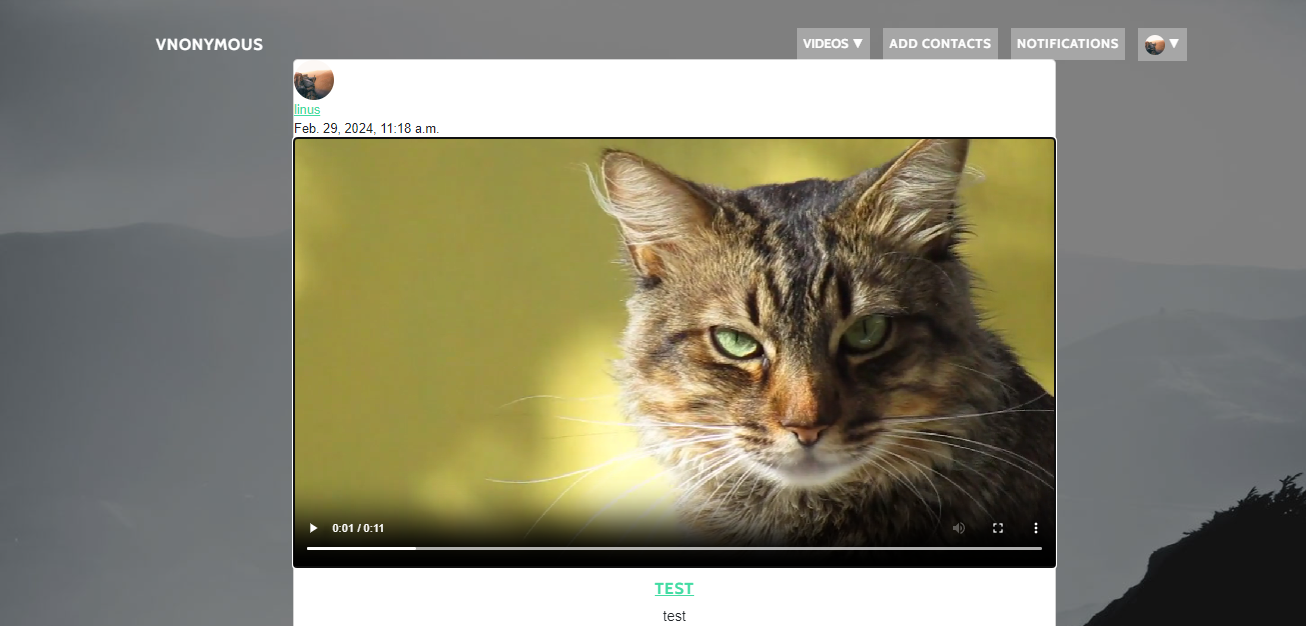 VNONYMOUS
VIDEOS ▼ ADD CONTACTS NOTIFICATIONS ▼
linus
Feb. 29, 2024, 11:18 a.m.
0:01 / 0:11
TEST
test